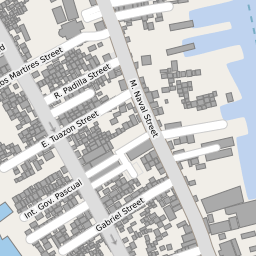 os Martires Street
R. Padilla Street
M. Naval Street
E. Tuazon Street
Int. Gov. Pascual
Gabriel Street